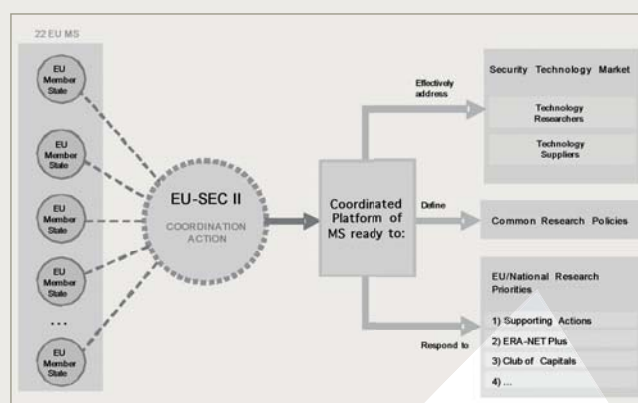 22 EU MS
EU
Member
State
EU
Member
State
EU
Member
State
EU
Member
State
...
EU
Member
State
EU-SEC II
COORDINATION
ACTION
Coordinated
Platform of
MS ready to:
Effectively
address
Define
Respond to
Security Technology Market
Technology
Researchers
Technology
Suppliers
Common Research Policies
EU/National Research
Priorities
1) Supporting Actions
2) ERA-NET Plus
3) Club of Capitals
4) ...